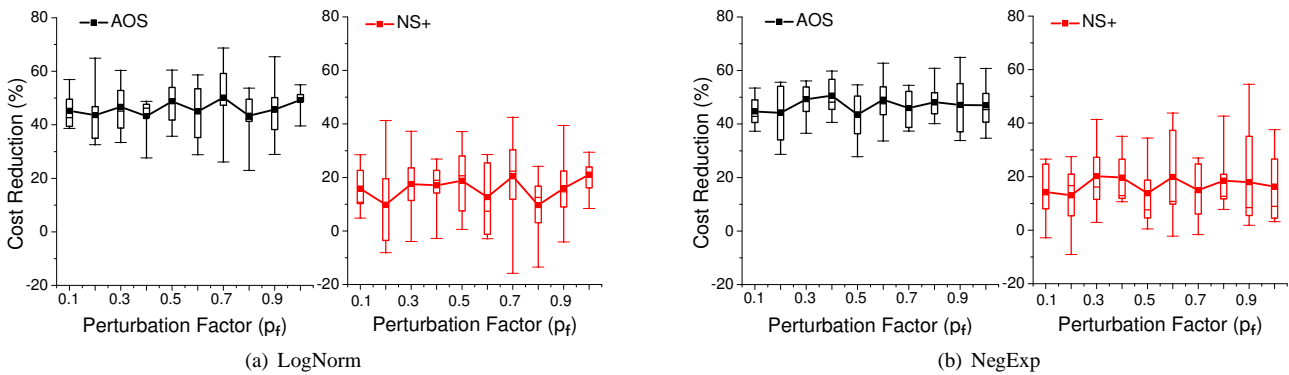 AOS
NS+
Cost Reduction (%)
80
60
40
20
0
-20
0.1 0.3 0.5 0.7 0.9
Perturbation Factor (pf)
80
60
40
20
0
-20
0.1 0.3 0.5 0.7 0.9
Perturbation Factor (pf)
(a) LogNorm
AOS
NS+
Cost Reduction (%)
80
60
40
20
0
-20
0.1 0.3 0.5 0.7 0.9
Perturbation Factor (pf)
80
60
40
20
0
-20
0.1 0.3 0.5 0.7 0.9
Perturbation Factor (pf)
(b) NegExp